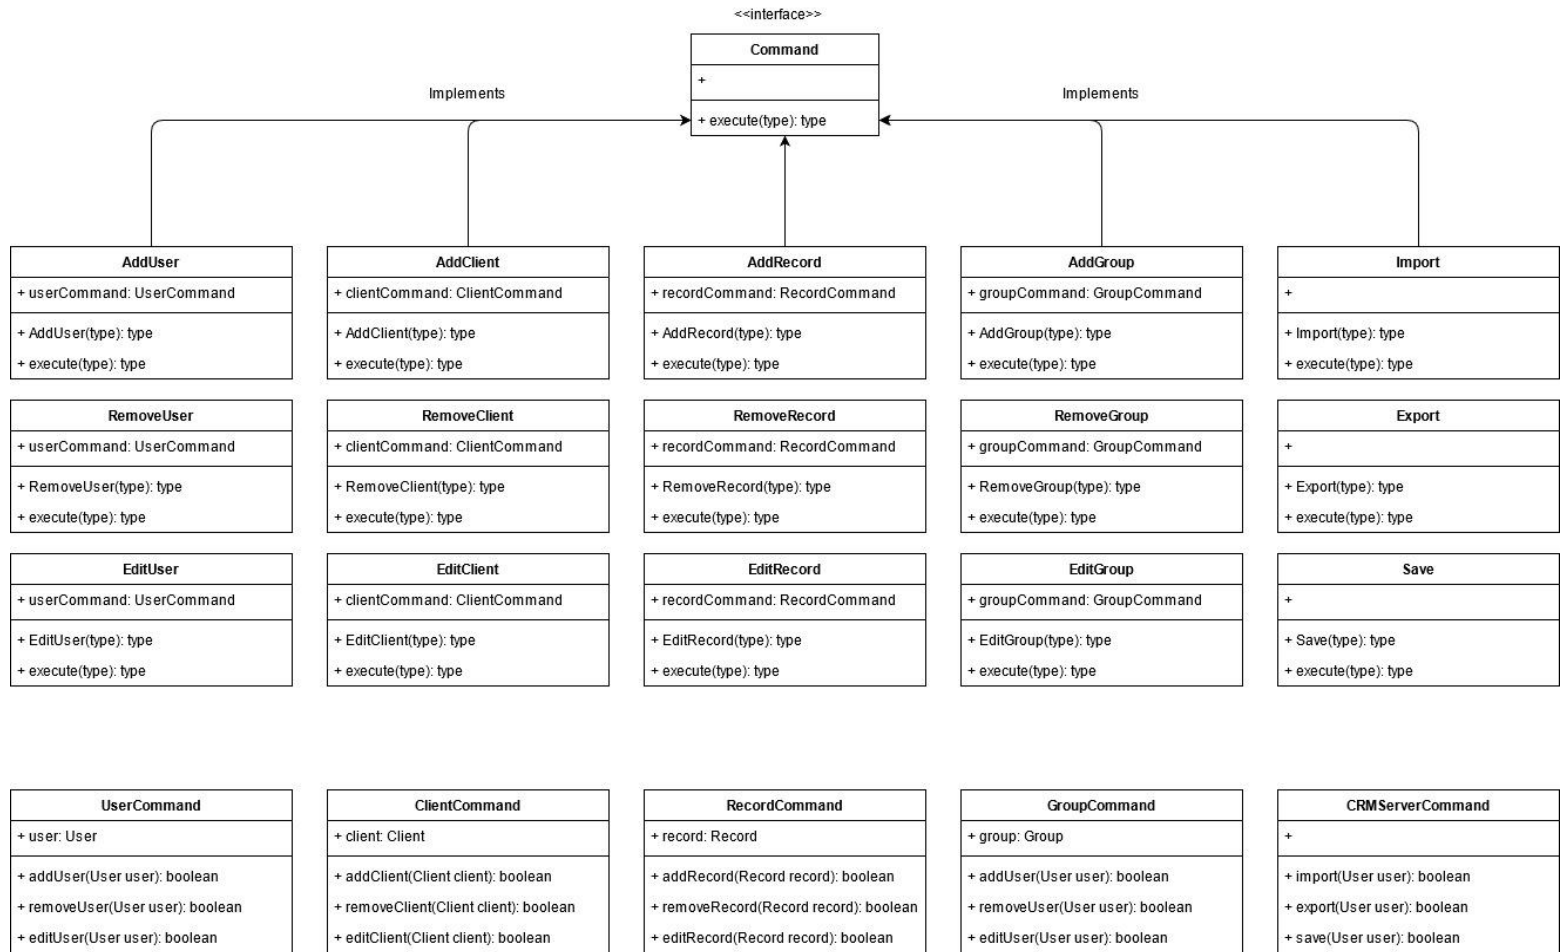 <<interface>>
Command
+
+ execute(type): type
Implements
Implements
AddUser
+ userCommand: UserCommand
+ AddUser(type): type
+ execute(type): type
AddClient
+ clientCommand: ClientCommand
+ AddClient(type): type
+ execute(type): type
AddRecord
+ recordCommand: RecordCommand
+ AddRecord(type): type
+ execute(type): type
AddGroup
+ groupCommand: GroupCommand
+ AddGroup(type): type
+ execute(type): type
Import
+
+ Import(type): type
+ execute(type): type
RemoveUser
+ userCommand: UserCommand
+ RemoveUser(type): type
+ execute(type): type
RemoveClient
+ clientCommand: ClientCommand
+ RemoveClient(type): type
+ execute(type): type
RemoveRecord
+ recordCommand: RecordCommand
+ RemoveRecord(type): type
+ execute(type): type
RemoveGroup
+ groupCommand: GroupCommand
+ RemoveGroup(type): type
+ execute(type): type
Export
+
+ Export(type): type
+ execute(type): type
EditUser
+ userCommand: UserCommand
+ EditUser(type): type
+ execute(type): type
EditClient
+ clientCommand: ClientCommand
+ EditClient(type): type
+ execute(type): type
EditRecord
+ recordCommand: RecordCommand
+ EditRecord(type): type
+ execute(type): type
EditGroup
+ groupCommand: GroupCommand
+ EditGroup(type): type
+ execute(type): type
Save
+
+ Save(type): type
+ execute(type): type
UserCommand
+ user: User
+ addUser(User user): boolean
+ removeUser(User user): boolean
+ editUser(User user): boolean
ClientCommand
+ client: Client
+ addClient(Client client): boolean
+ removeClient(Client client): boolean
+ editClient(Client client): boolean
RecordCommand
+ record: Record
+ addRecord(Record record): boolean
+ removeRecord(Record record): boolean
+ editRecord(Record record): boolean
GroupCommand
+ group: Group
+ addUser(User user): boolean
+ removeUser(User user): boolean
+ editUser(User user): boolean
CRMServerCommand
+
+ import(User user): boolean
+ export(User user): boolean
+ save(User user): boolean